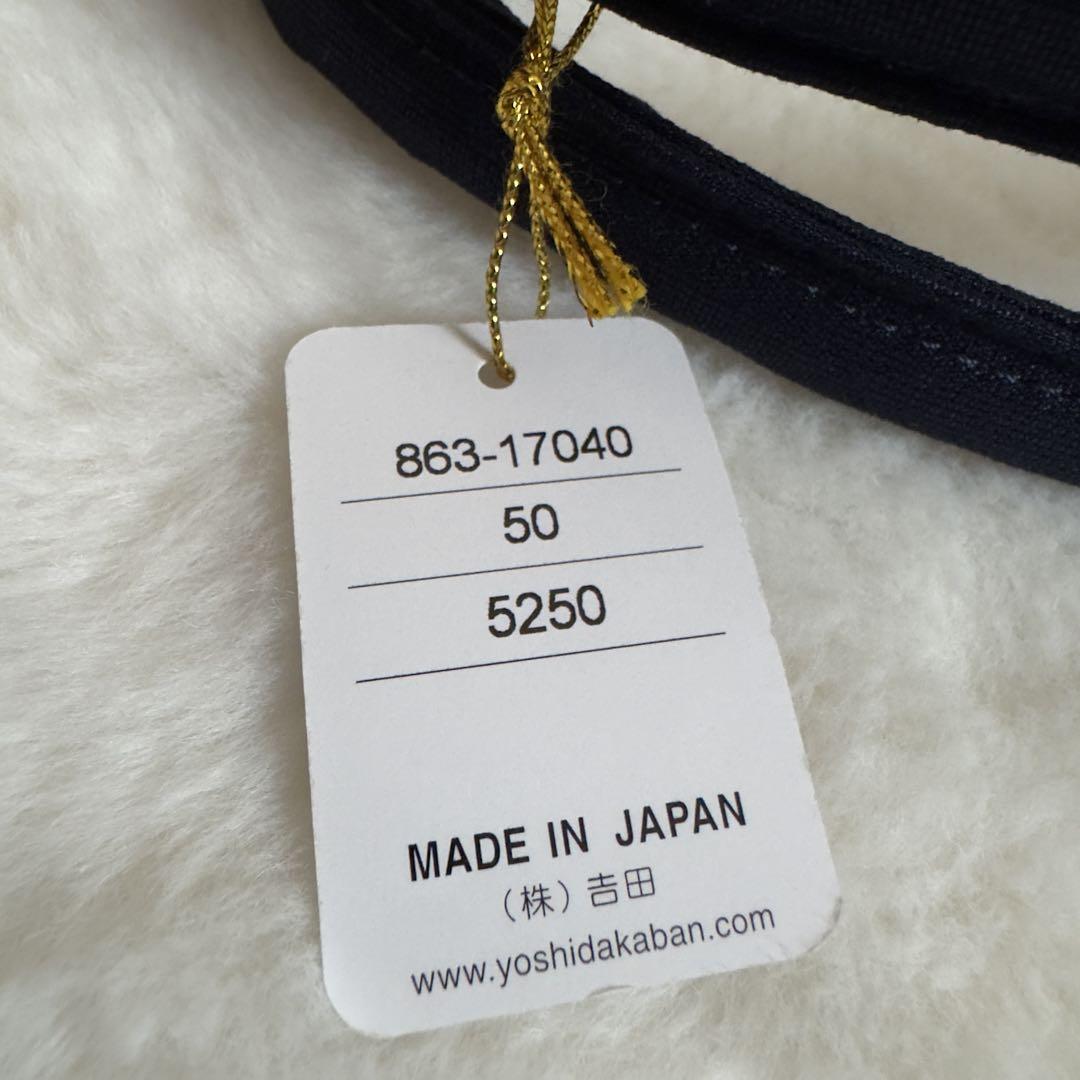 863-17040
50
5250
MADE IN JAPAN
（株）吉田
www.yoshidakaban.com